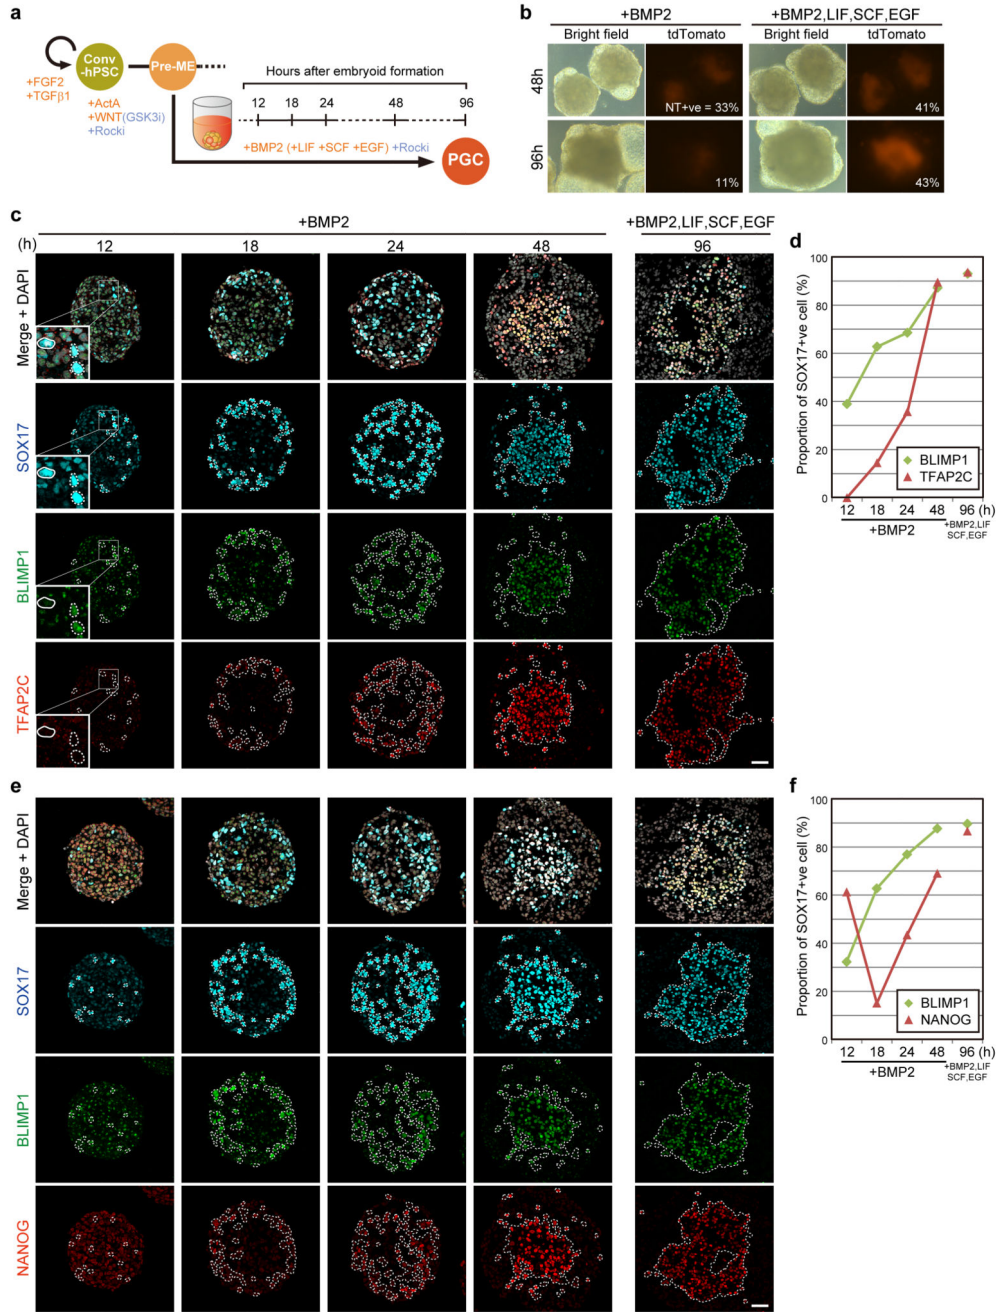 a
Conv
-hPSC
Pre-ME
+FGF2
+TGFβ1
+ActA
+WNT(GSK3i)
+Rocki
Hours after embryoid formation
12 18 24 48 96
+BMP2 (+LIF +SCF +EGF) +Rocki
PGC
b
+BMP2 +BMP2,LIF,SCF,EGF
Bright field tdTomato Bright field tdTomato
48h
NT+ve = 33% 41%
96h
11% 43%
c
+BMP2 +BMP2,LIF,SCF,EGF
(h) 12 18 24 48 96
Merge + DAPI
SOX17
BLIMP1
TFAP2C
d
Proportion of SOX17+ve cell (%)
100
80
60
40
20
0
BLIMP1
TFAP2C
12 18 24 48 96 (h)
+BMP2
+BMP2,LIF
SCF,EGF
e
Merge + DAPI
SOX17
BLIMP1
NANOG
f
Proportion of SOX17+ve cell (%)
100
80
60
40
20
0
BLIMP1
NANOG
12 18 24 48 96 (h)
+BMP2
+BMP2,LIF
SCF,EGF